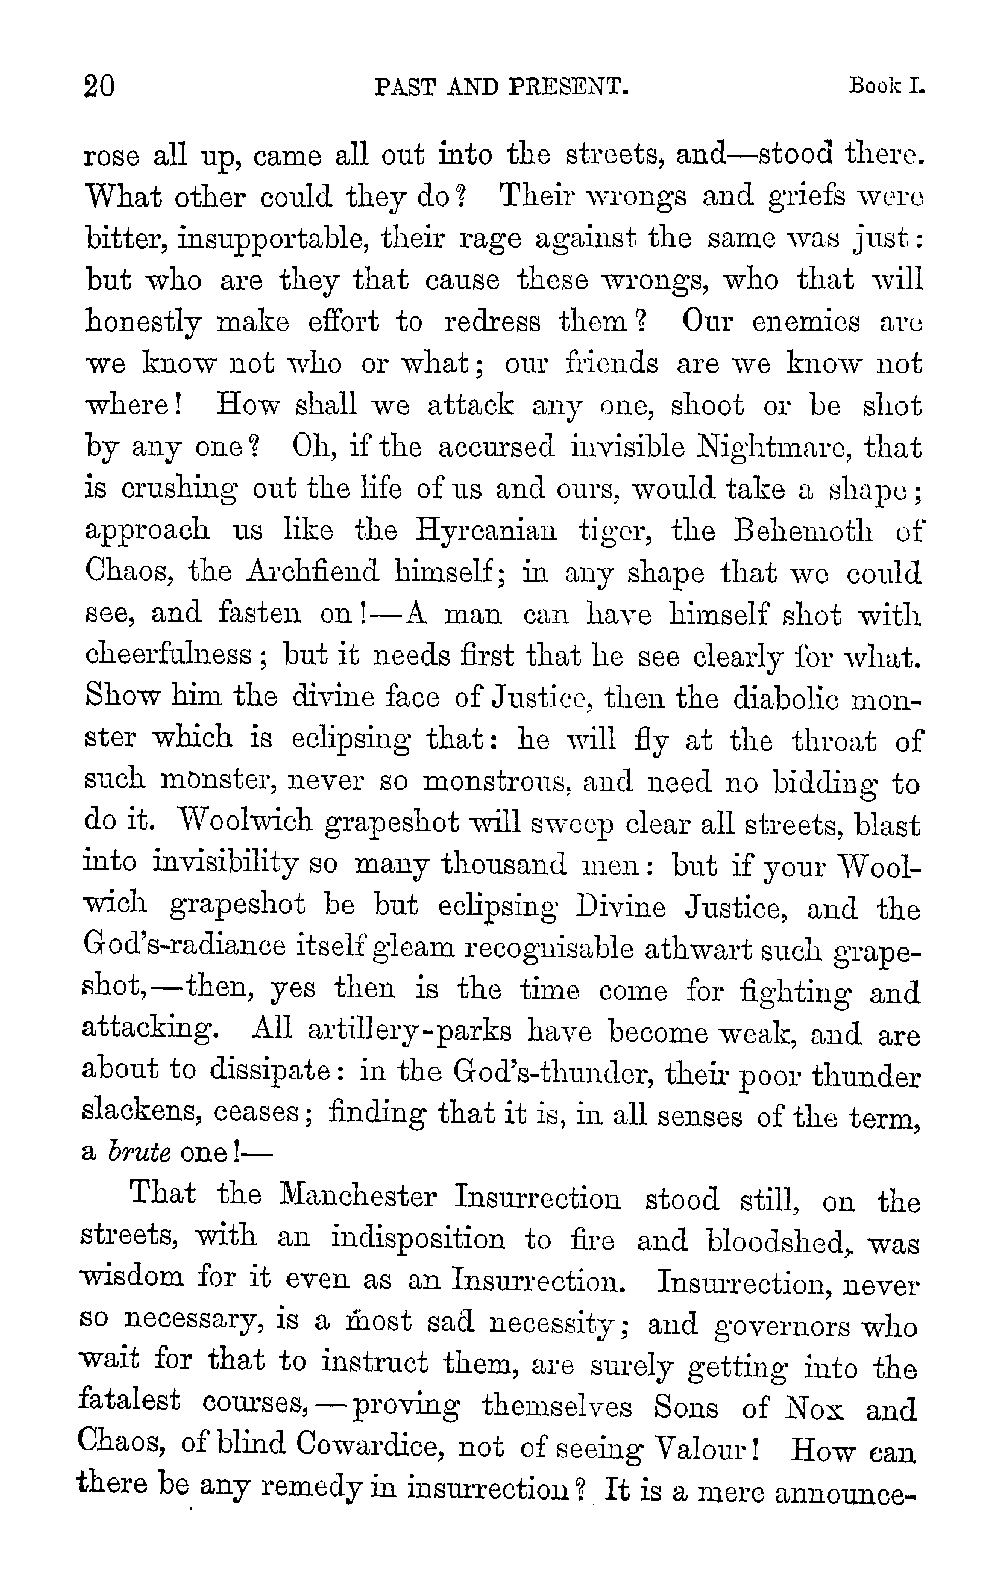 20 PAST AND PRESENT. Book I.
rose all up, came all out into the streets, and—stood there.
What other could they do? Their wrongs and griefs were
bitter, insupportable, their rage against the same was just:
but who are they that cause these wrongs, who that will
honestly make effort to redress them? Our enemies are
we know not who or what; our friends are we know not
where! How shall we attack any one, shoot or be shot
by any one? Oh, if the accursed invisible Nightmare, that
is crushing out the life of us and ours, would take a shape;
approach us like the Hyrcanian tiger, the Behemoth of
Chaos, the Archfiend himself; in any shape that we could
see, and fasten on!—A man can have himself shot with
cheerfulness; but it needs first that he see clearly for what.
Show him the divine face of Justice, then the diabolic mon-
ster which is eclipsing that: he will fly at the throat of
such monster, never so monstrous, and need no bidding to
do it. Woolwich grapeshot will sweep clear all streets, blast
into invisibility so many thousand men: but if your Wool-
wich grapeshot be but eclipsing Divine Justice, and the
God's-radiance itself gleam recognisable athwart such grape-
shot,—then, yes then is the time come for fighting and
attacking. All artillery-parks have become weak, and are
about to dissipate: in the God's-thunder, their poor thunder
slackens, ceases; finding that it is, in all senses of the term,
a brute one!—
That the Manchester Insurrection stood still, on the
streets, with an indisposition to fire and bloodshed, was
wisdom for it even as an Insurrection. Insurrection, never
so necessary, is a most sad necessity; and governors who
wait for that to instruct them, are surely getting into the
fatalest courses,—proving themselves Sons of Nox and
Chaos, of blind Cowardice, not of seeing Valour! How can
there be any remedy in insurrection? It is a mere announce-